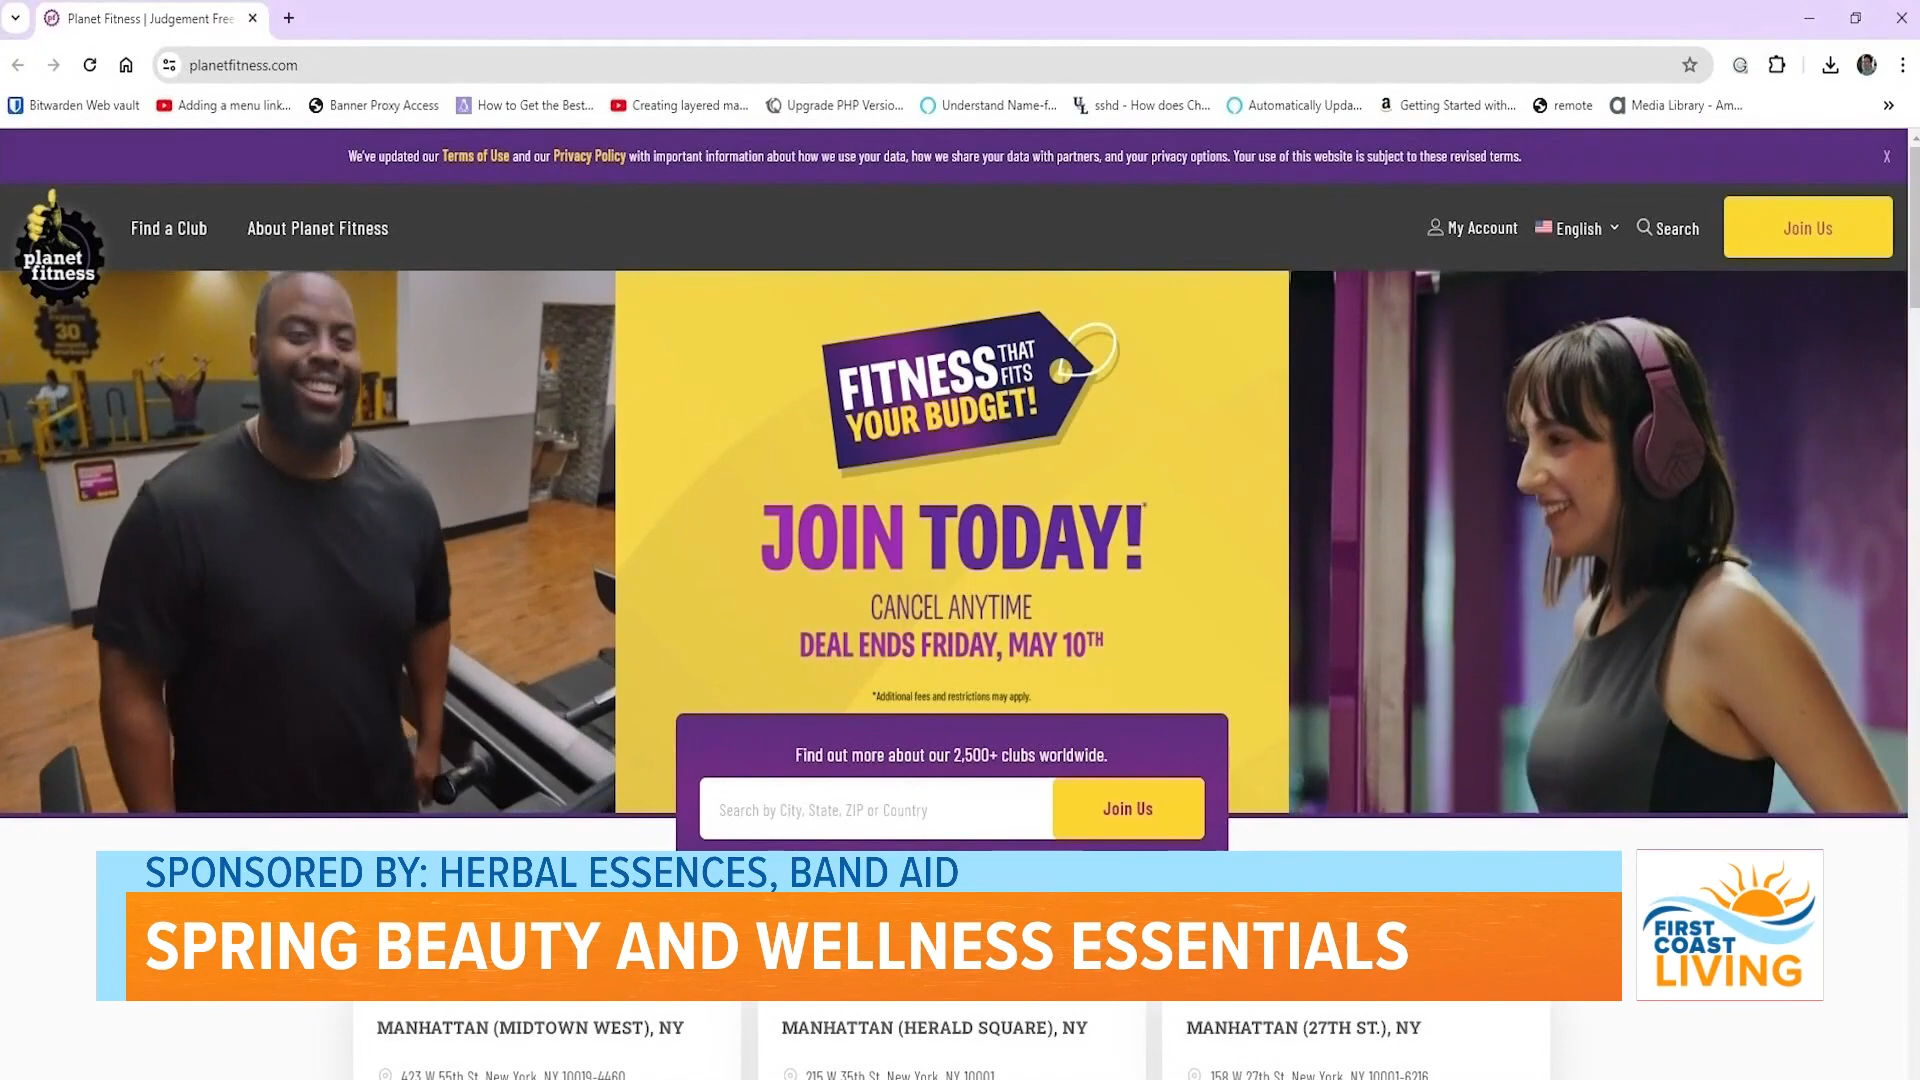 Planet Fitness | Judgement Free
planetfitness.com
Bitwarden Web vault
Adding a menu link...
Banner Proxy Access
How to Get the Best...
Creating layered ma...
Upgrade PHP Versio...
Understand Name-f...
sshd - How does Ch...
Automatically Upda...
Getting Started with...
remote
Media Library - Am...
We've updated our Terms of Use and our Privacy Policy with important information about how we use your data, how we share your data with partners, and your privacy options. Your use of this website is subject to these revised terms.
X
planet
fitness
Find a Club
About Planet Fitness
My Account
English
Search
Join Us
30
FITNESS THAT FITS
YOUR BUDGET!
JOIN TODAY!*
CANCEL ANYTIME
DEAL ENDS FRIDAY, MAY 10TH
*Additional fees and restrictions may apply.
Find out more about our 2,500+ clubs worldwide.
Search by City, State, ZIP or Country
Join Us
SPONSORED BY: HERBAL ESSENCES, BAND AID
SPRING BEAUTY AND WELLNESS ESSENTIALS
FIRST
COAST
LIVING
MANHATTAN (MIDTOWN WEST), NY
MANHATTAN (HERALD SQUARE), NY
MANHATTAN (27TH ST.), NY
423 W 55th St, New York, NY 10019-4460
215 W 35th St, New York, NY 10001
158 W 27th St, New York, NY 10001-6216